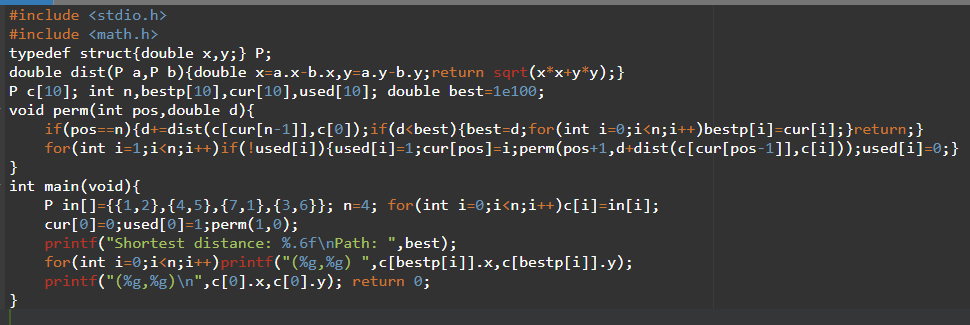 #include <stdio.h>
#include <math.h>
typedef struct{double x,y;} P;
double dist(P a,P b){double x=a.x-b.x,y=a.y-b.y;return sqrt(x*x+y*y);}
P c[10]; int n,bestp[10],cur[10],used[10]; double best=1e100;
void perm(int pos,double d){
    if(pos==n){d+=dist(c[cur[n-1]],c[0]);if(d<best){best=d;for(int i=0;i<n;i++)bestp[i]=cur[i];}return;}
    for(int i=1;i<n;i++)if(!used[i]){used[i]=1;cur[pos]=i;perm(pos+1,d+dist(c[cur[pos-1]],c[i]));used[i]=0;}
}
int main(void){
    P in[]={{1,2},{4,5},{7,1},{3,6}}; n=4; for(int i=0;i<n;i++)c[i]=in[i];
    cur[0]=0;used[0]=1;perm(1,0);
    printf("Shortest distance: %.6f\nPath: ",best);
    for(int i=0;i<n;i++)printf("(%g,%g) ",c[bestp[i]].x,c[bestp[i]].y);
    printf("(%g,%g)\n",c[0].x,c[0].y); return 0;
}